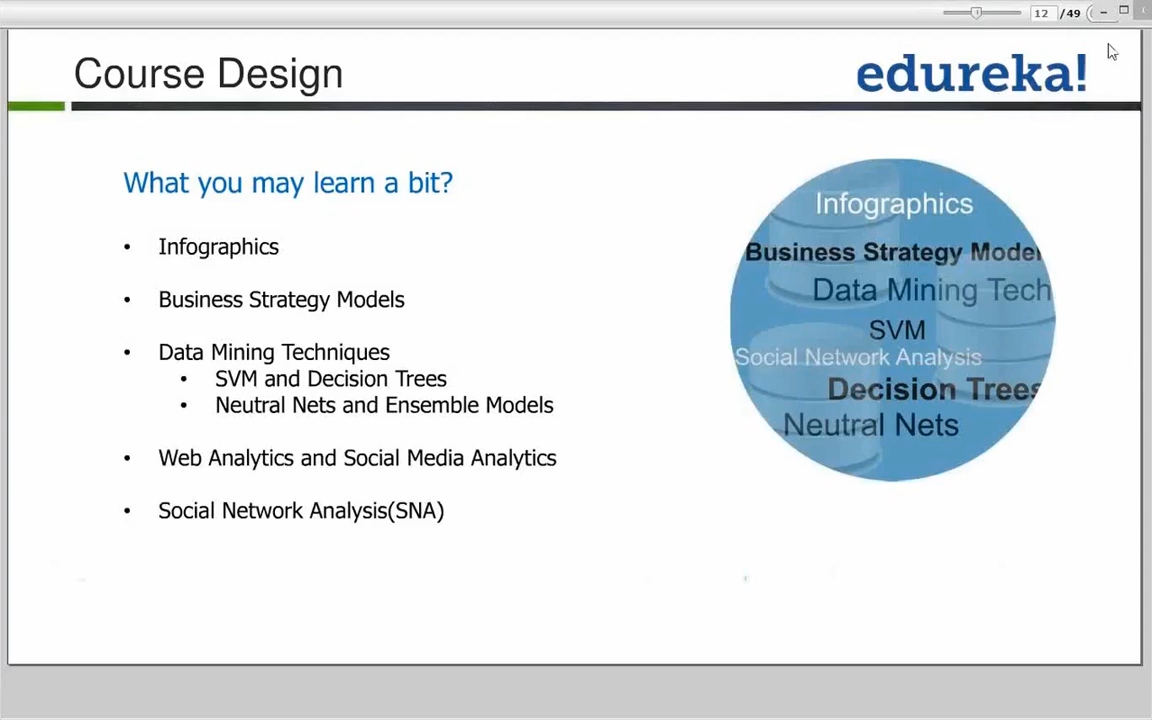 12 /49
Course Design
edureka!
What you may learn a bit?
• Infographics
• Business Strategy Models
• Data Mining Techniques
• SVM and Decision Trees
• Neutral Nets and Ensemble Models
• Web Analytics and Social Media Analytics
• Social Network Analysis(SNA)
Infographics
Business Strategy Model
Data Mining Tech
SVM
Social Network Analysis
Decision Trees
Neutral Nets